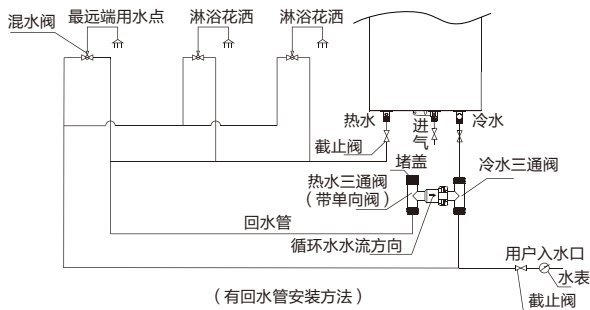 混水阀
最远端用水点
淋浴花洒
淋浴花洒
热水
进气
冷水
截止阀
堵盖
冷水三通阀
热水三通阀
（带单向阀）
回水管
循环水水流方向
用户入水口
水表
截止阀
（有回水管安装方法）